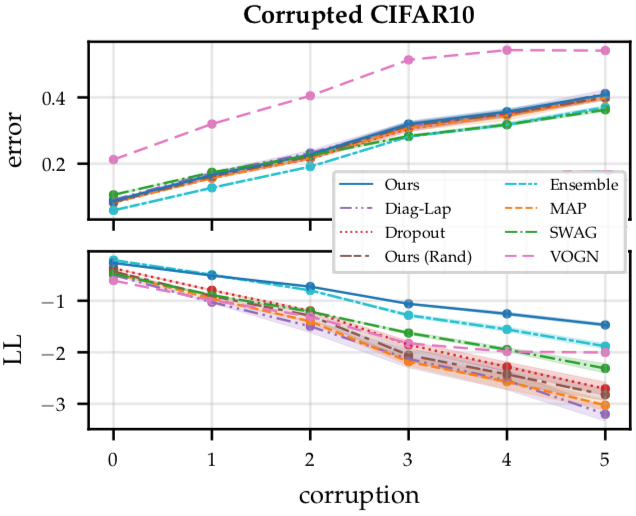 Corrupted CIFAR10
error
0.4
0.2
Ours
Diag-Lap
Dropout
Ours (Rand)
Ensemble
MAP
SWAG
VOGN
LL
−1
−2
−3
0 1 2 3 4 5
corruption